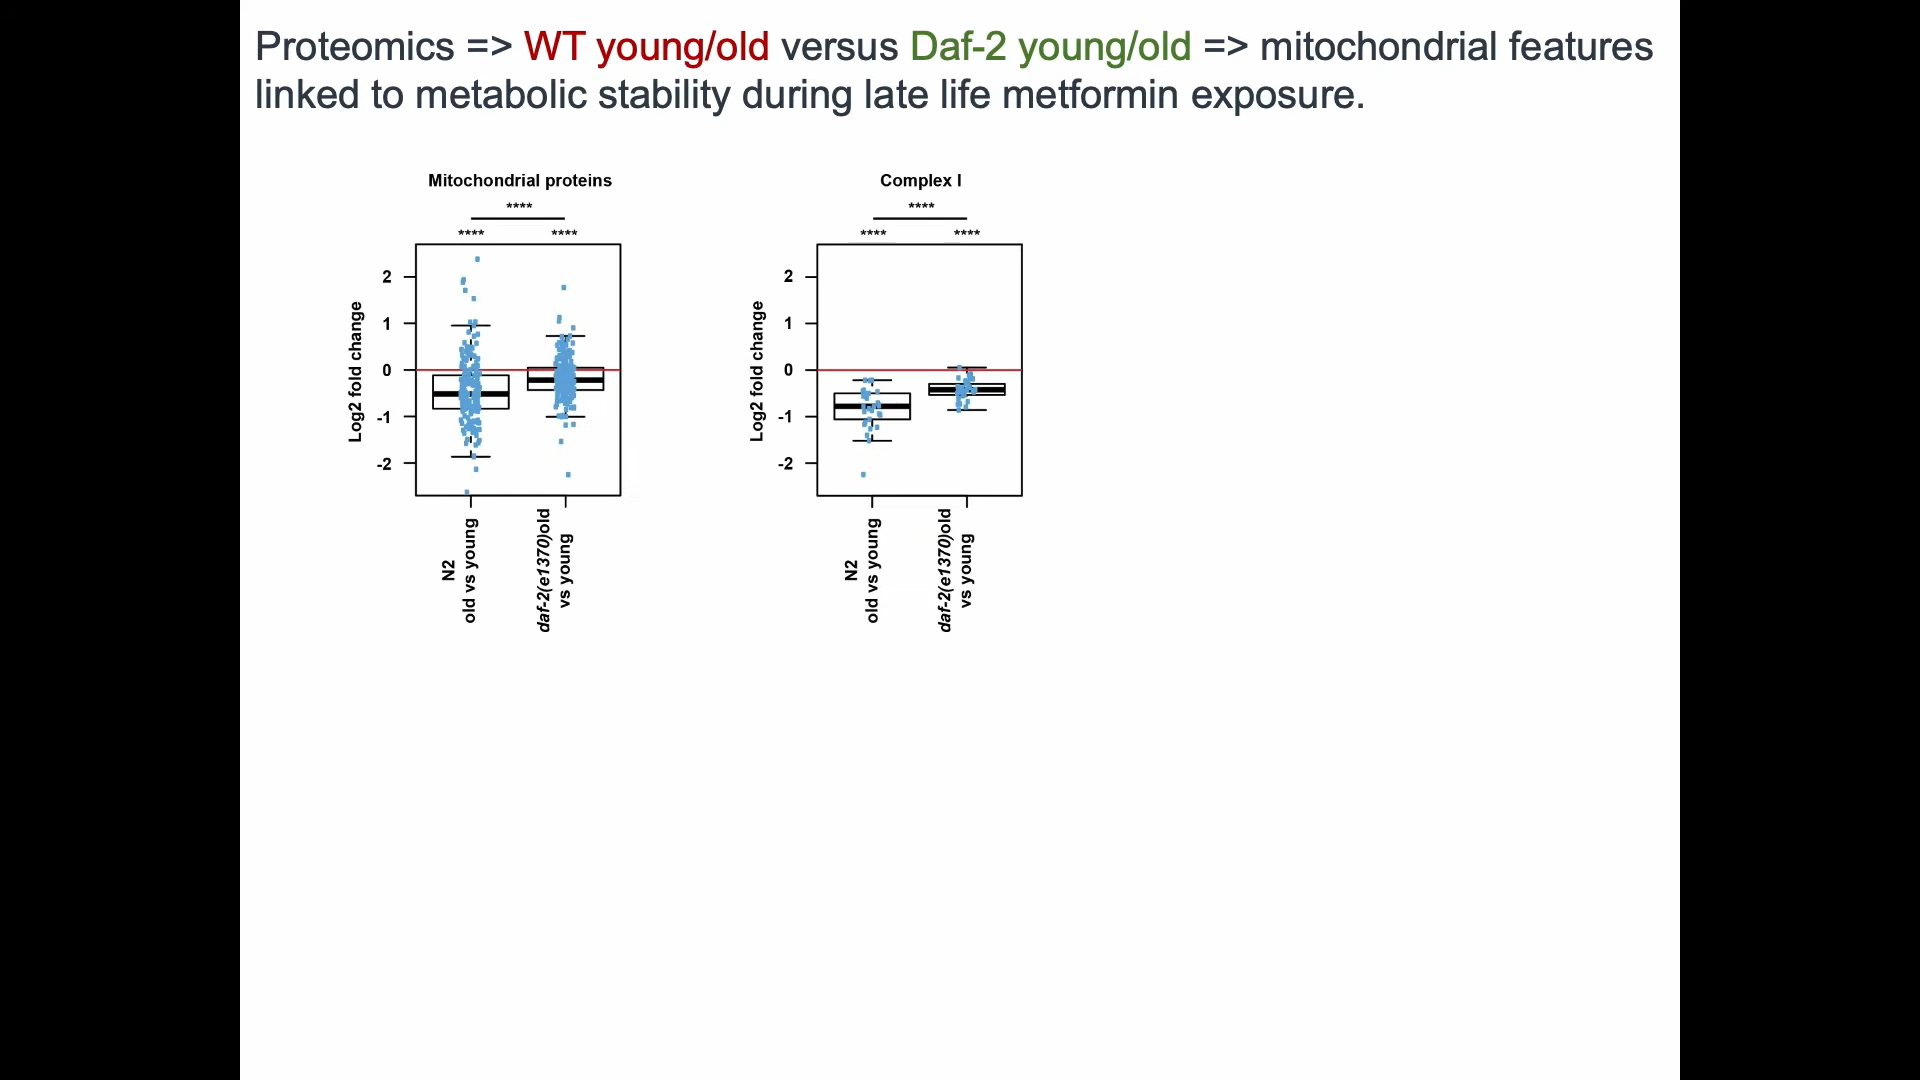 Proteomics => WT young/old versus Daf-2 young/old => mitochondrial features
linked to metabolic stability during late life metformin exposure.
Mitochondrial proteins
****
**** ****
Log2 fold change
2
1
0
-1
-2
N2
old vs young
daf-2(e1370)old
vs young
Complex I
****
**** ****
Log2 fold change
2
1
0
-1
-2
N2
old vs young
daf-2(e1370)old
vs young